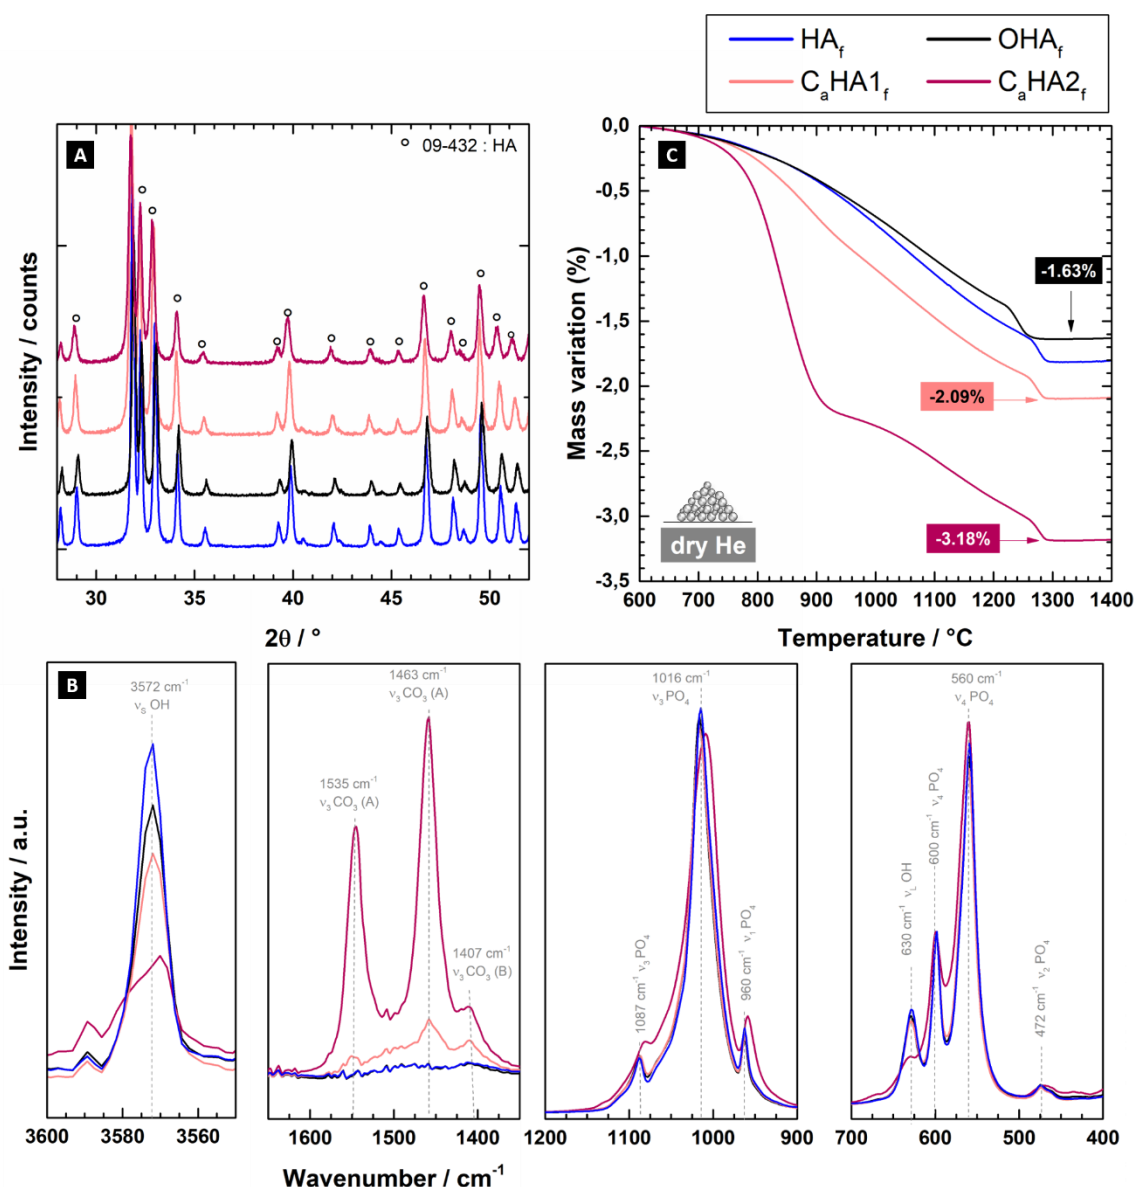 HAf OHAf
CaHA1f CaHA2f
A
09-432 : HA
Intensity / counts
30 35 40 45 50
2θ / °
C
0,0
-0,5
-1,0
-1,5
-2,0
-2,5
-3,0
-3,5
Mass variation (%)
-1.63%
-2.09%
-3.18%
dry He
600 700 800 900 1000 1100 1200 1300 1400
Temperature / °C
B
Intensity / a.u.
3572 cm-1
νS OH
3600 3580 3560
1463 cm-1
ν3 CO3 (A)
1535 cm-1
ν3 CO3 (A)
1407 cm-1
ν3 CO3 (B)
1600 1500 1400
1016 cm-1
ν3 PO4
1087 cm-1 ν3 PO4
960 cm-1 ν1 PO4
1200 1100 1000 900
560 cm-1
ν4 PO4
630 cm-1 νL OH
600 cm-1 ν4 PO4
472 cm-1 ν2 PO4
700 600 500 400
Wavenumber / cm-1